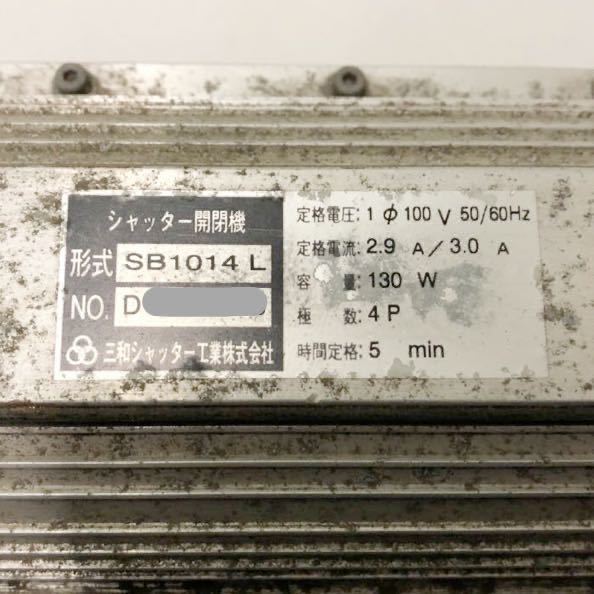 シャッター開閉機
形式 SB1014 L
NO. D
三和シャッター工業株式会社
定格電圧: 1 φ 100 V 50/60Hz
定格電流: 2.9 A / 3.0 A
容 量: 130 W
極 数: 4 P
時間定格: 5 min